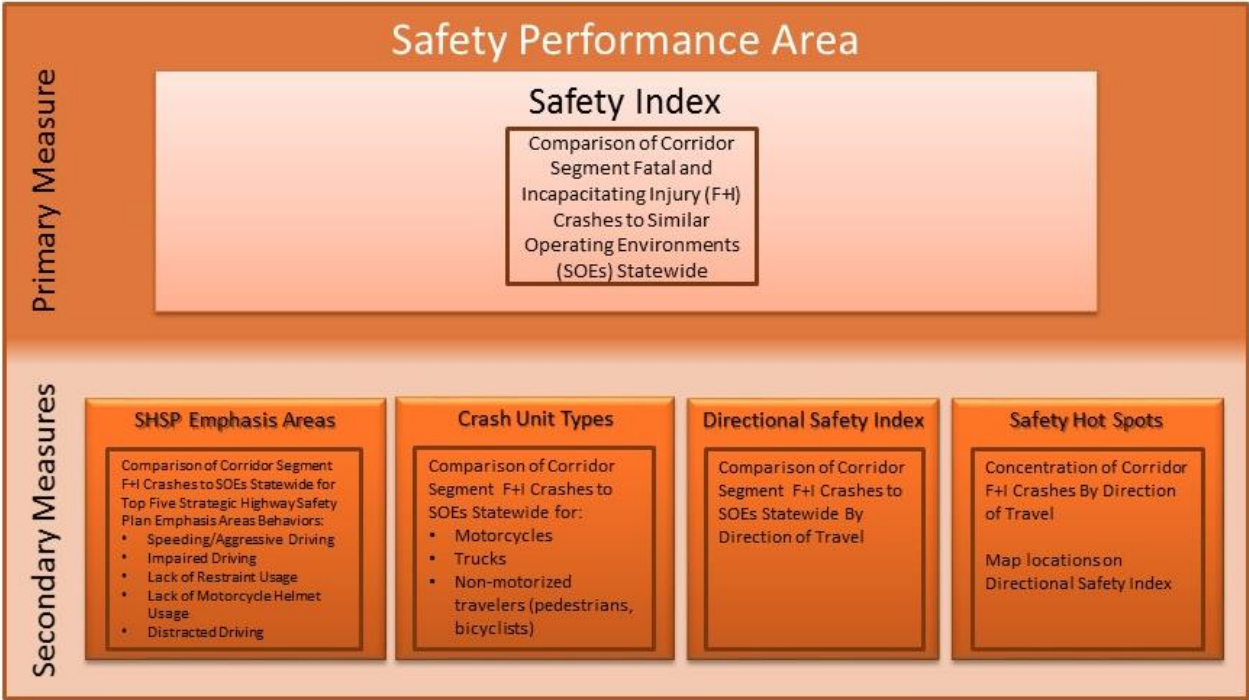 Safety Performance Area
Primary Measure
Safety Index
Comparison of Corridor
Segment Fatal and
Incapacitating Injury (F+I)
Crashes to Similar
Operating Environments
(SOEs) Statewide
Secondary Measures
SHSP Emphasis Areas
Comparison of Corridor Segment
F+I Crashes to SOEs Statewide for
Top Five Strategic Highway Safety
Plan Emphasis Areas Behaviors:
• Speeding/Aggressive Driving
• Impaired Driving
• Lack of Restraint Usage
• Lack of Motorcycle Helmet
Usage
• Distracted Driving
Crash Unit Types
Comparison of Corridor
Segment F+I Crashes to
SOEs Statewide for:
• Motorcycles
• Trucks
• Non-motorized
travelers (pedestrians,
bicyclists)
Directional Safety Index
Comparison of Corridor
Segment F+I Crashes to
SOEs Statewide By
Direction of Travel
Safety Hot Spots
Concentration of Corridor
F+I Crashes By Direction
of Travel
Map locations on
Directional Safety Index